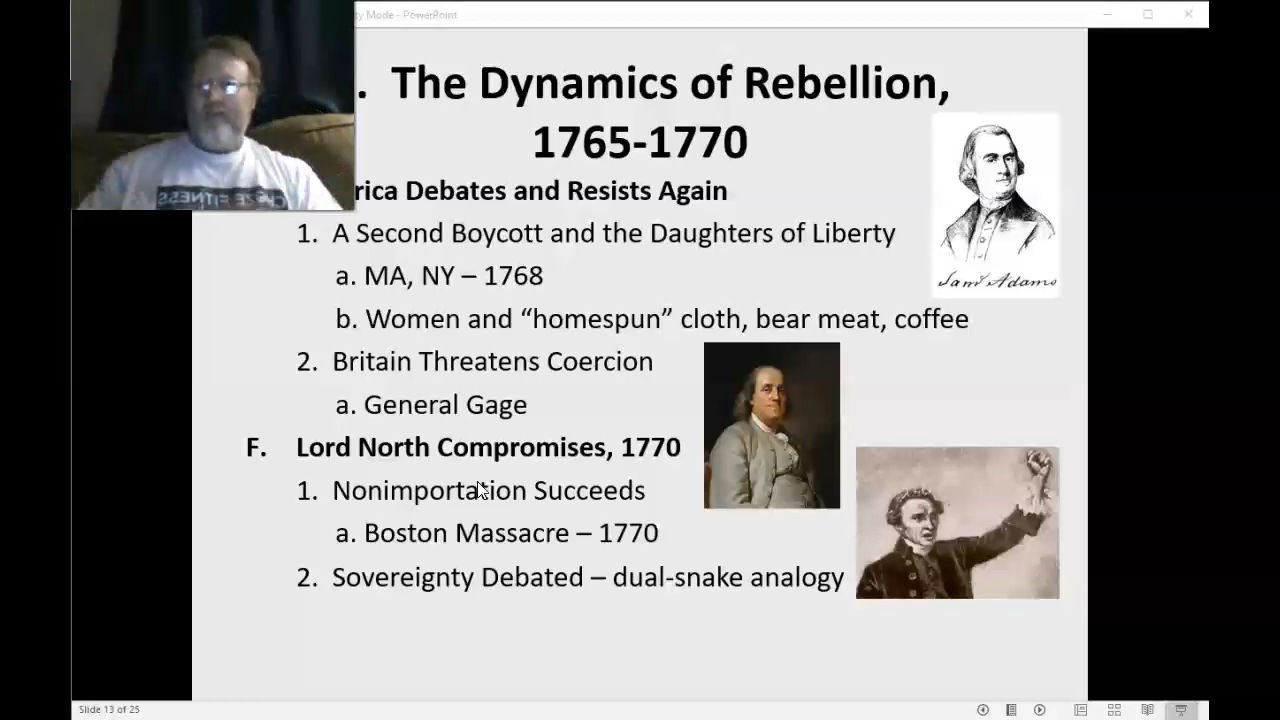 ty Mode - PowerPoint
. The Dynamics of Rebellion,
1765-1770
rica Debates and Resists Again
1. A Second Boycott and the Daughters of Liberty
a. MA, NY – 1768
b. Women and “homespun” cloth, bear meat, coffee
2. Britain Threatens Coercion
a. General Gage
F. Lord North Compromises, 1770
1. Nonimportation Succeeds
a. Boston Massacre – 1770
2. Sovereignty Debated – dual-snake analogy
Sam Adams
Slide 13 of 25